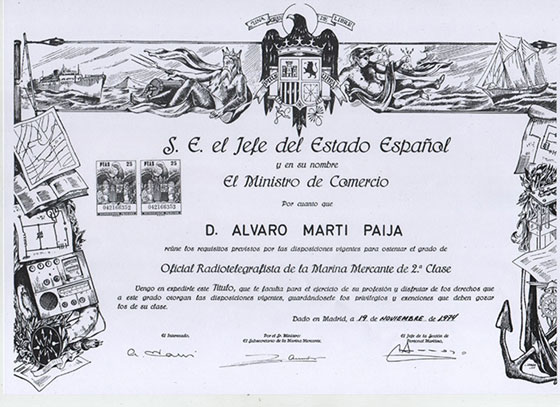 UNA GRANDE LIBRE
S. E. el Jefe del Estado Español
y en su nombre
El Ministro de Comercio
PTAS 25
PTAS 25
042166352
042166353
Por cuanto que
D. ALVARO MARTI PAIJA
reúne los requisitos previstos por las disposiciones vigentes para ostentar el grado de
Oficial Radiotelegrafista de la Marina Mercante de 2.ª Clase
Vengo en expedirle este Título, que le faculta para el ejercicio de su profesión y disfrutar de los derechos que
a este grado otorgan las disposiciones vigentes, guardándosele los privilegios y exenciones que deben gozar
los de su clase.
Dado en Madrid, a 19 de NOVIEMBRE de 1974
El Interesado,
Por el Sr. Ministro:
El Subsecretario de la Marina Mercante,
El Jefe de la Sección de
Personal Marítimo,